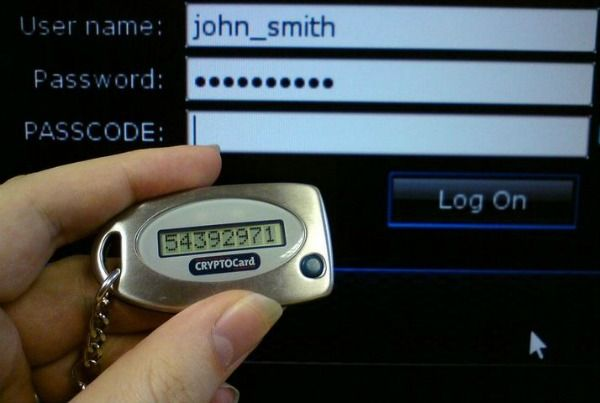 User name: john_smith
Password: ••••••••••
PASSCODE:
Log On
54392971
CRYPTOCard